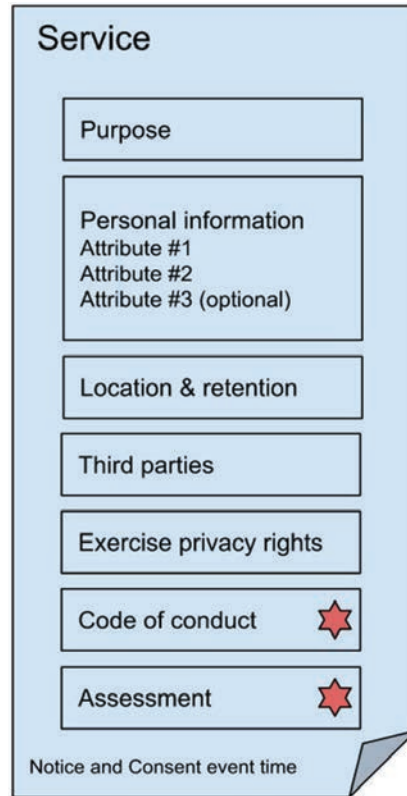 Service
Purpose
Personal information
Attribute #1
Attribute #2
Attribute #3 (optional)
Location & retention
Third parties
Exercise privacy rights
Code of conduct
Assessment
Notice and Consent event time